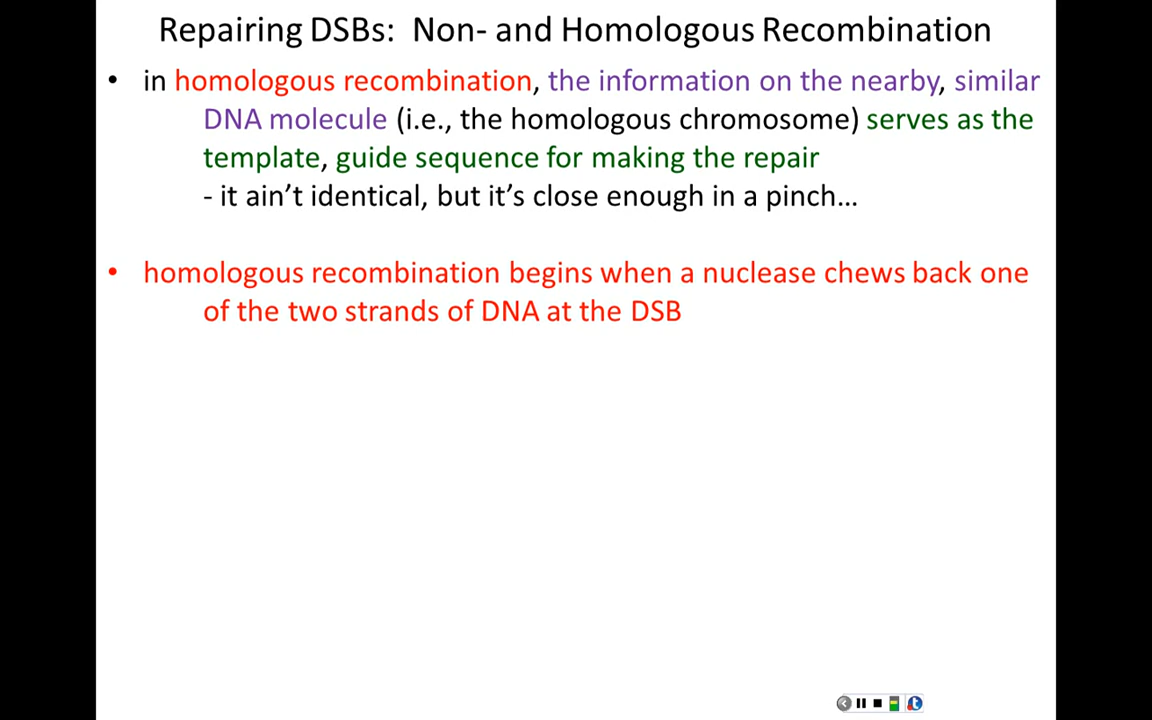 Repairing DSBs: Non- and Homologous Recombination
• in homologous recombination, the information on the nearby, similar
DNA molecule (i.e., the homologous chromosome) serves as the
template, guide sequence for making the repair
- it ain’t identical, but it’s close enough in a pinch…
• homologous recombination begins when a nuclease chews back one
of the two strands of DNA at the DSB